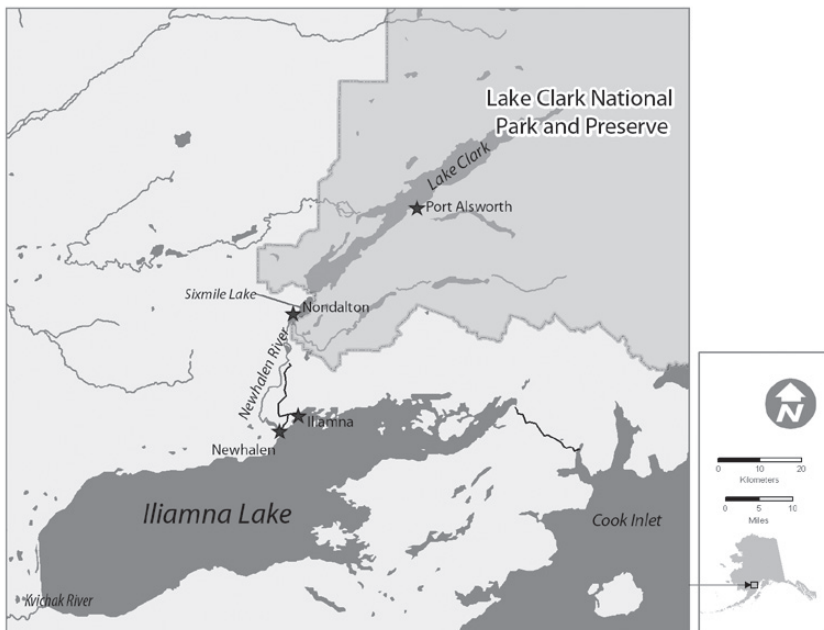 Lake Clark National
Park and Preserve
Lake Clark
Port Alsworth
Sixmile Lake
Nondalton
Newhalen River
Iliamna
Newhalen
Iliamna Lake
Cook Inlet
Kvichak River
N
0 10 20
Kilometers
0 5 10
Miles